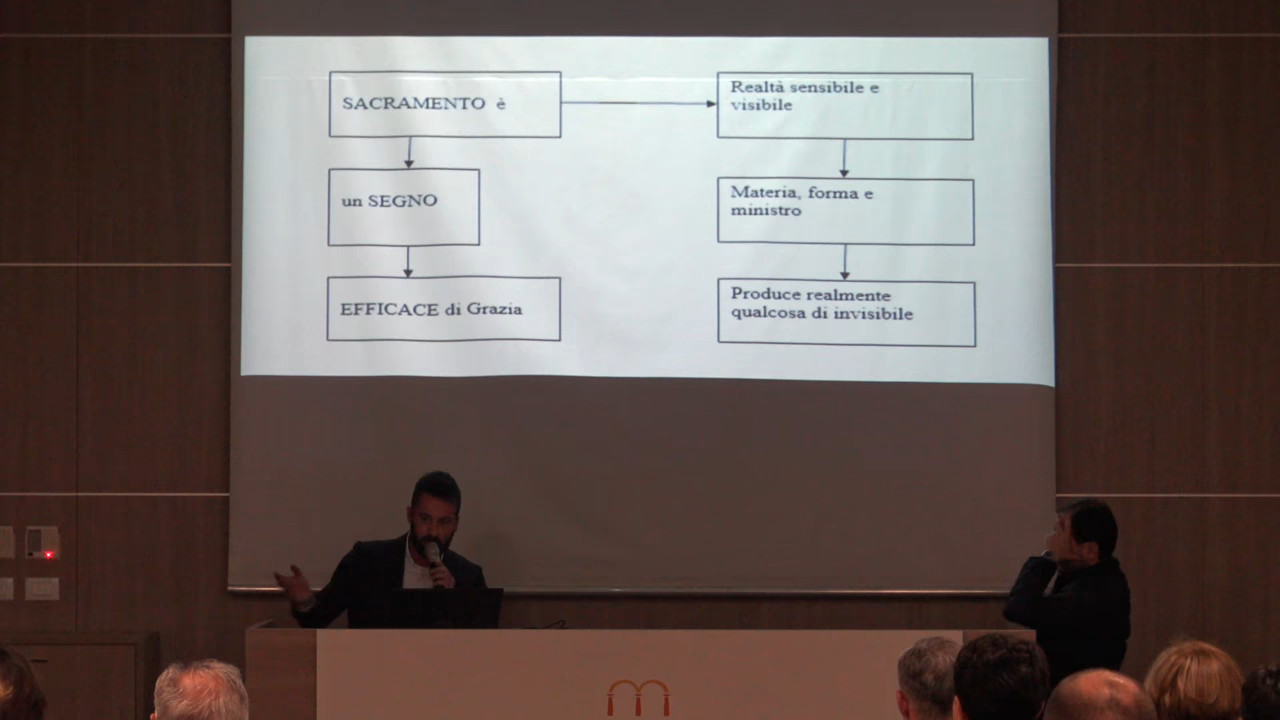 SACRAMENTO è
un SEGNO
EFFICACE di Grazia
Realtà sensibile e
visibile
Materia, forma e
ministro
Produce realmente
qualcosa di invisibile